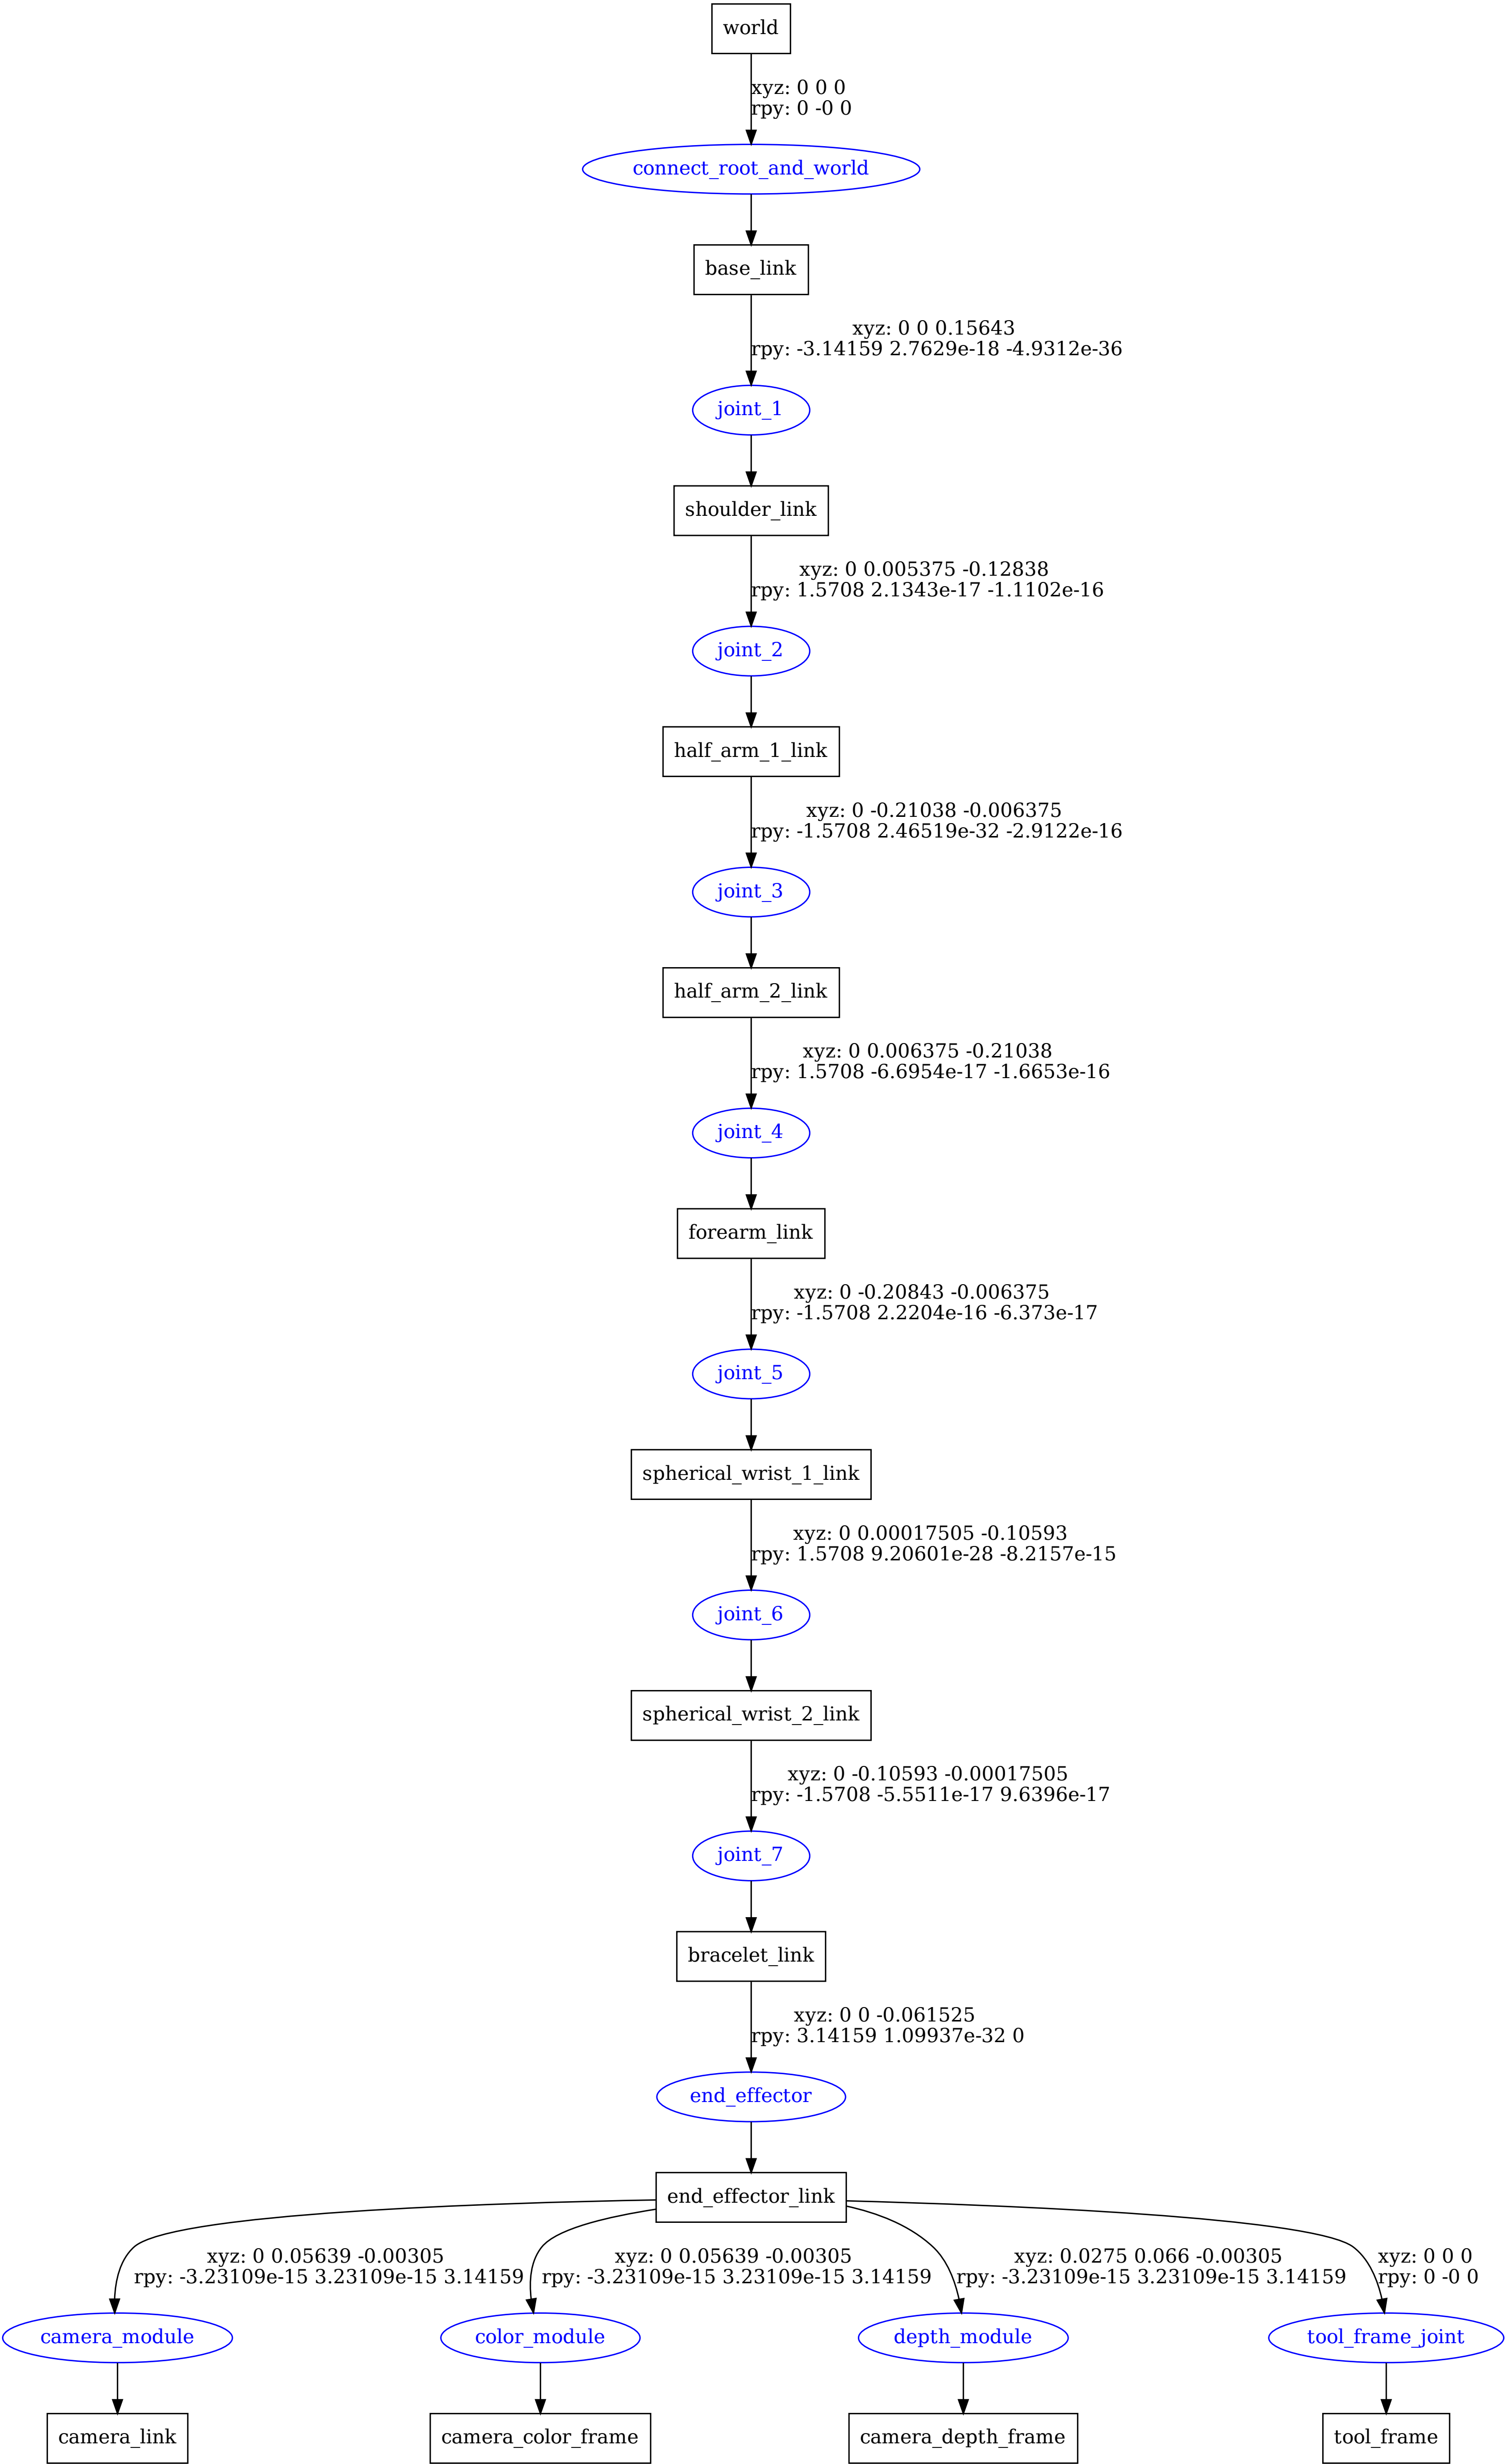 world
xyz: 0 0 0
rpy: 0 -0 0
connect_root_and_world
base_link
xyz: 0 0 0.15643
rpy: -3.14159 2.7629e-18 -4.9312e-36
joint_1
shoulder_link
xyz: 0 0.005375 -0.12838
rpy: 1.5708 2.1343e-17 -1.1102e-16
joint_2
half_arm_1_link
xyz: 0 -0.21038 -0.006375
rpy: -1.5708 2.46519e-32 -2.9122e-16
joint_3
half_arm_2_link
xyz: 0 0.006375 -0.21038
rpy: 1.5708 -6.6954e-17 -1.6653e-16
joint_4
forearm_link
xyz: 0 -0.20843 -0.006375
rpy: -1.5708 2.2204e-16 -6.373e-17
joint_5
spherical_wrist_1_link
xyz: 0 0.00017505 -0.10593
rpy: 1.5708 9.20601e-28 -8.2157e-15
joint_6
spherical_wrist_2_link
xyz: 0 -0.10593 -0.00017505
rpy: -1.5708 -5.5511e-17 9.6396e-17
joint_7
bracelet_link
xyz: 0 0 -0.061525
rpy: 3.14159 1.09937e-32 0
end_effector
end_effector_link
xyz: 0 0.05639 -0.00305
rpy: -3.23109e-15 3.23109e-15 3.14159
xyz: 0 0.05639 -0.00305
rpy: -3.23109e-15 3.23109e-15 3.14159
xyz: 0.0275 0.066 -0.00305
rpy: -3.23109e-15 3.23109e-15 3.14159
xyz: 0 0 0
rpy: 0 -0 0
camera_module
color_module
depth_module
tool_frame_joint
camera_link
camera_color_frame
camera_depth_frame
tool_frame